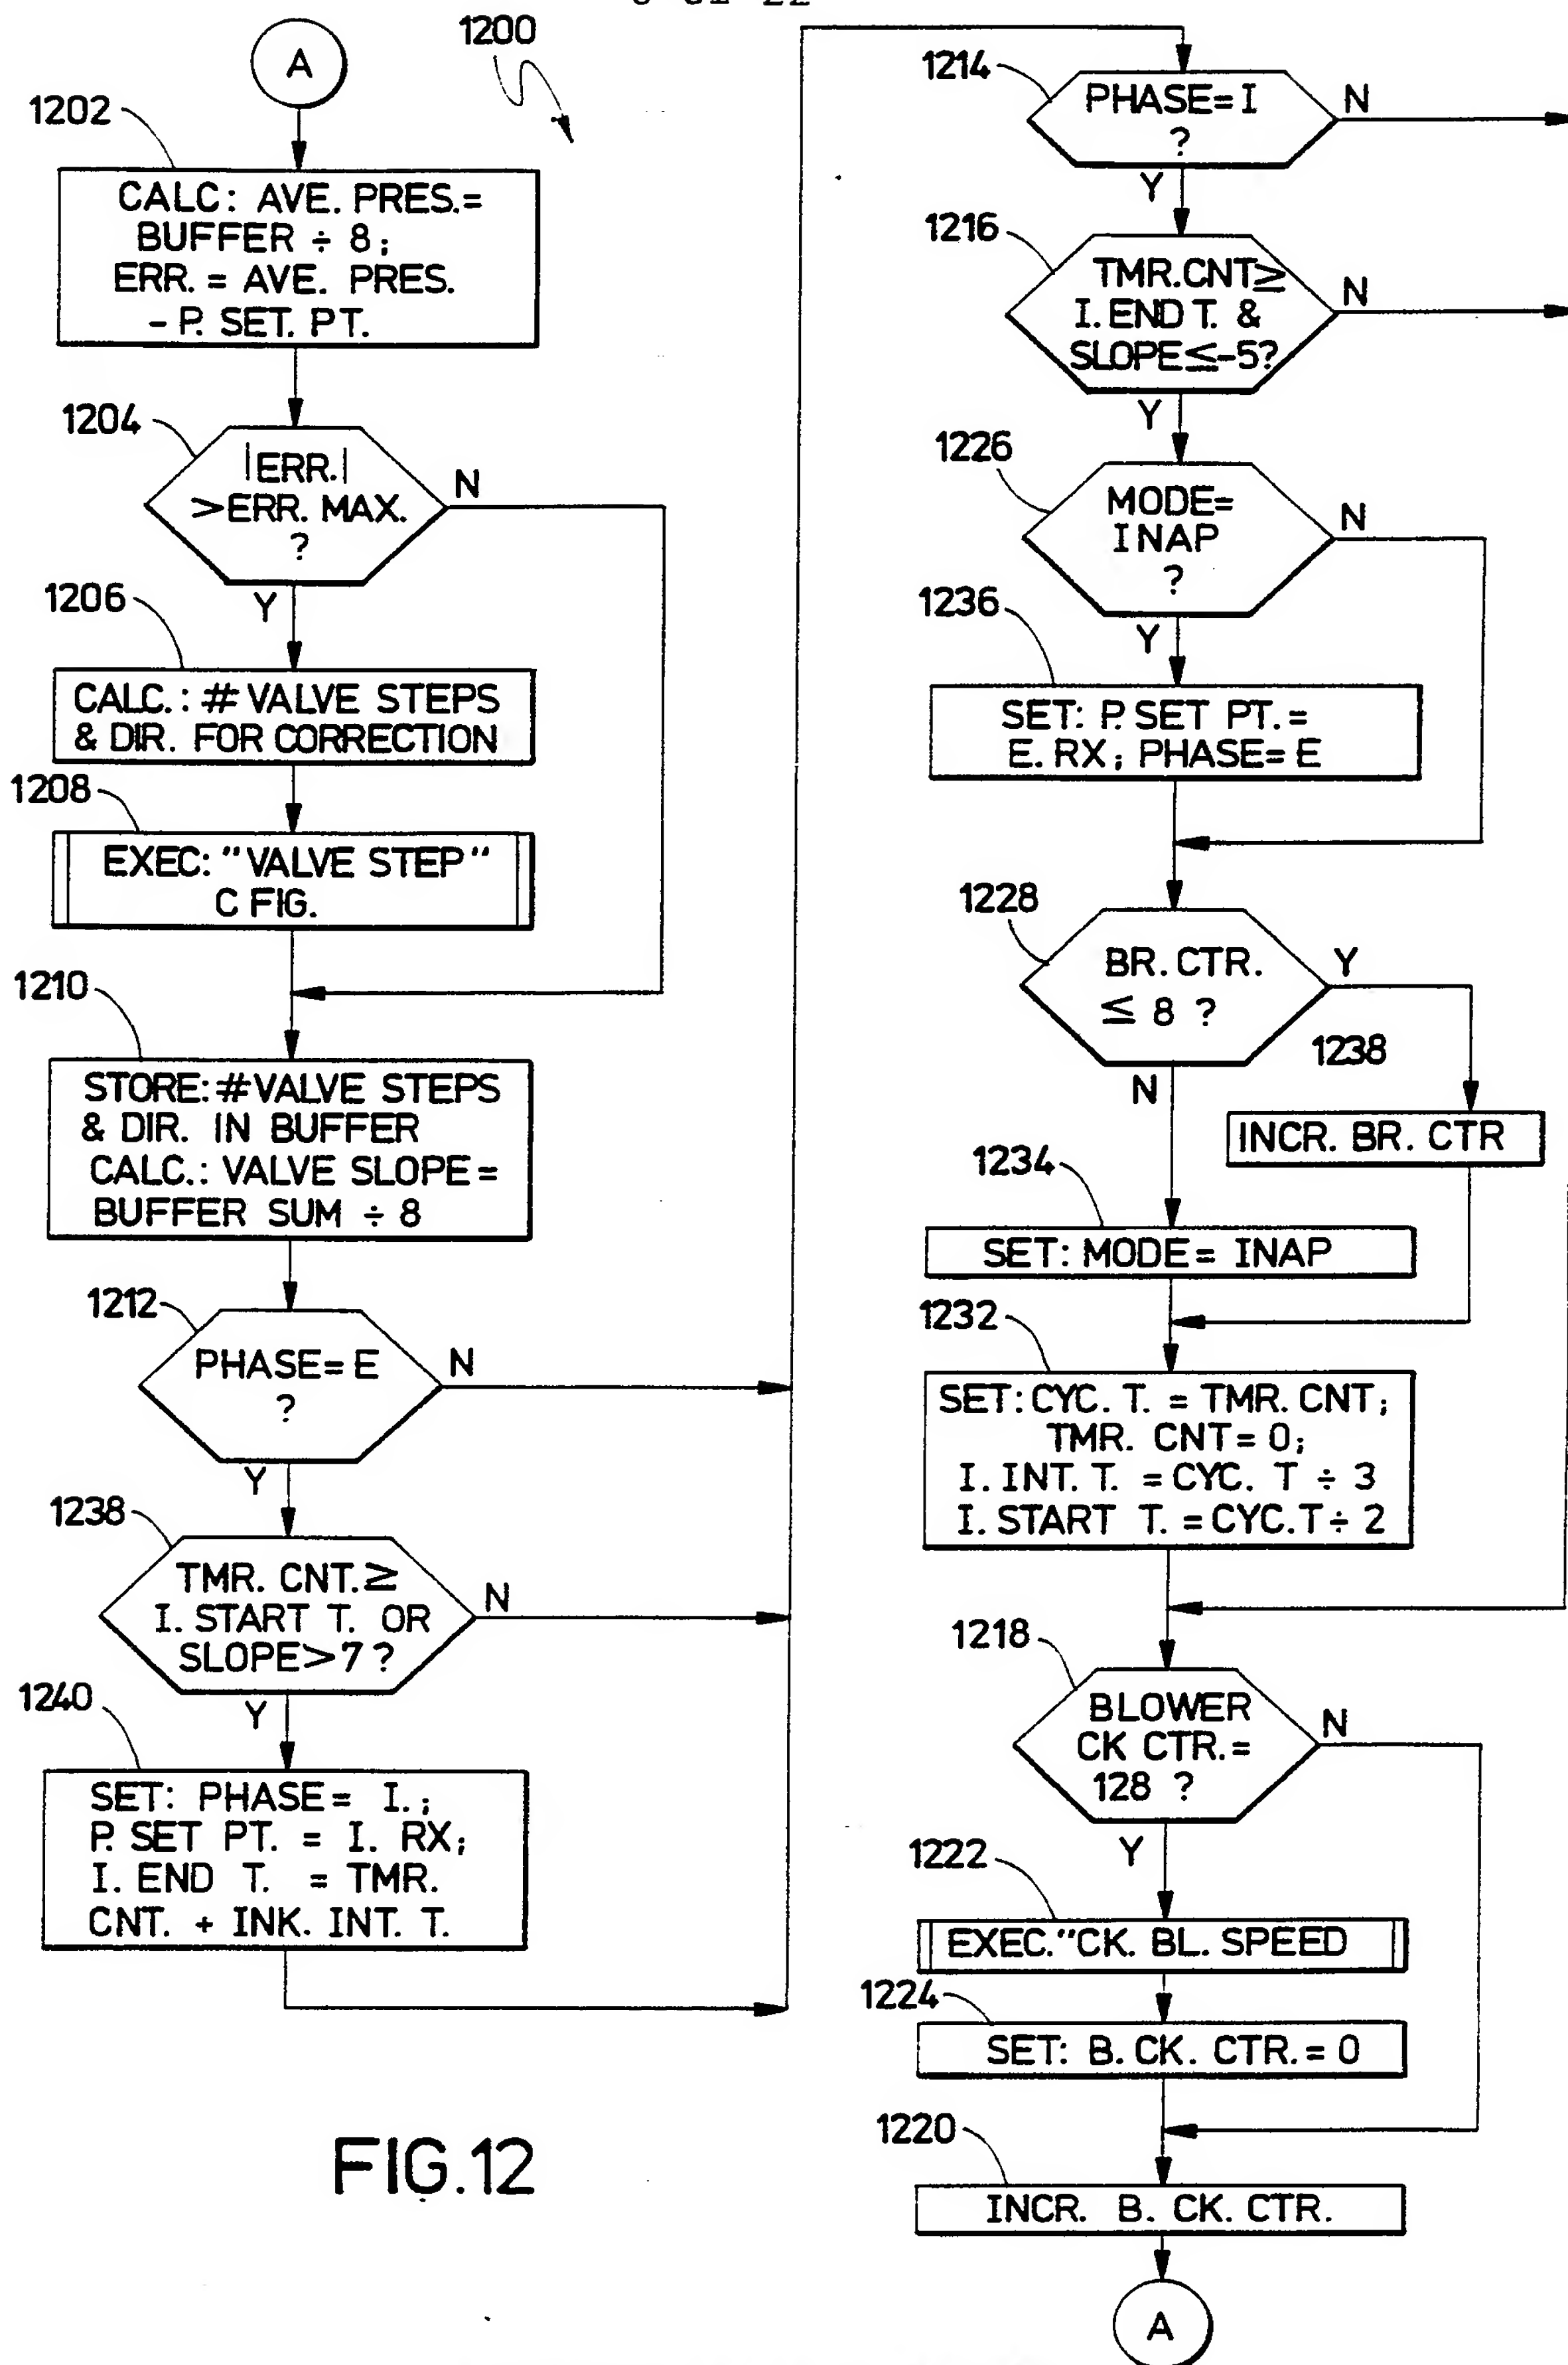 1200
A
1202
CALC: AVE. PRES.=
BUFFER ÷ 8;
ERR. = AVE. PRES.
- P. SET. PT.
1204
|ERR.|
>ERR. MAX.
?
N
Y
1206
CALC.: # VALVE STEPS
& DIR. FOR CORRECTION
1208
EXEC: "VALVE STEP"
C FIG.
1210
STORE: #VALVE STEPS
& DIR. IN BUFFER
CALC.: VALVE SLOPE=
BUFFER SUM ÷ 8
1212
PHASE= E
?
N
Y
1238
TMR. CNT.≥
I. START T. OR
SLOPE>7 ?
N
Y
1240
SET: PHASE= I.;
P. SET PT. = I. RX;
I. END T. = TMR.
CNT. + INK. INT. T.
FIG.12
1214
PHASE= I
?
N
Y
1216
TMR.CNT≥
I. END T. &
SLOPE≤-5?
N
Y
1226
MODE=
INAP
?
N
Y
1236
SET: P. SET PT. =
E. RX; PHASE= E
1228
BR. CTR.
≤ 8 ?
Y
N
1238
INCR. BR. CTR
1234
SET: MODE= INAP
1232
SET: CYC. T. = TMR. CNT;
TMR. CNT= 0;
I. INT. T. =CYC. T ÷ 3
I. START T. =CYC.T÷ 2
1218
BLOWER
CK CTR.=
128 ?
N
Y
1222
EXEC."CK. BL. SPEED
1224
SET: B. CK. CTR.= 0
1220
INCR. B. CK. CTR.
A